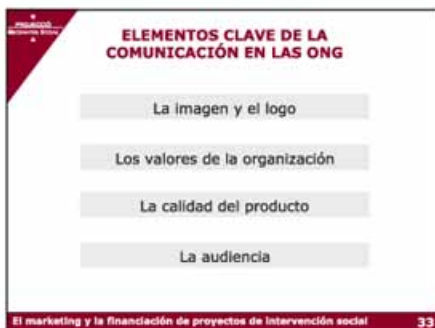 PROJECCIÓ
ELEMENTOS CLAVE DE LA
COMUNICACIÓN EN LAS ONG
La imagen y el logo
Los valores de la organización
La calidad del producto
La audiencia
El marketing y la financiación de proyectos de intervención social 33